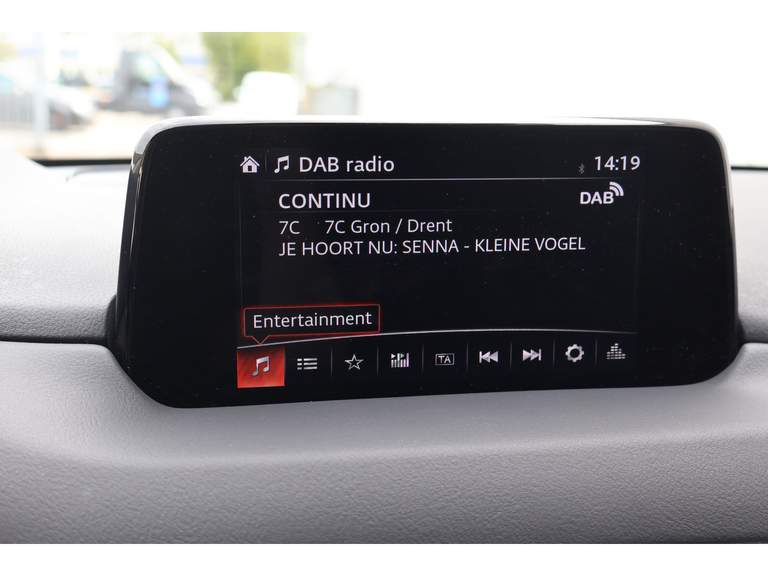 DAB radio 14:19
CONTINU DAB
7C 7C Gron / Drent
JE HOORT NU: SENNA - KLEINE VOGEL
Entertainment
TA